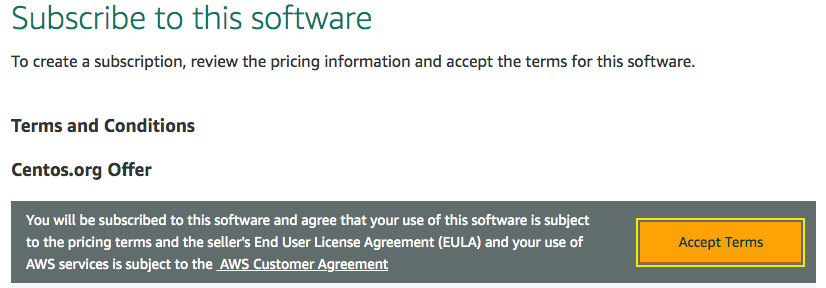 Subscribe to this software
To create a subscription, review the pricing information and accept the terms for this software.
Terms and Conditions
Centos.org Offer
You will be subscribed to this software and agree that your use of this software is subject
to the pricing terms and the seller's End User License Agreement (EULA) and your use of
AWS services is subject to the AWS Customer Agreement
Accept Terms